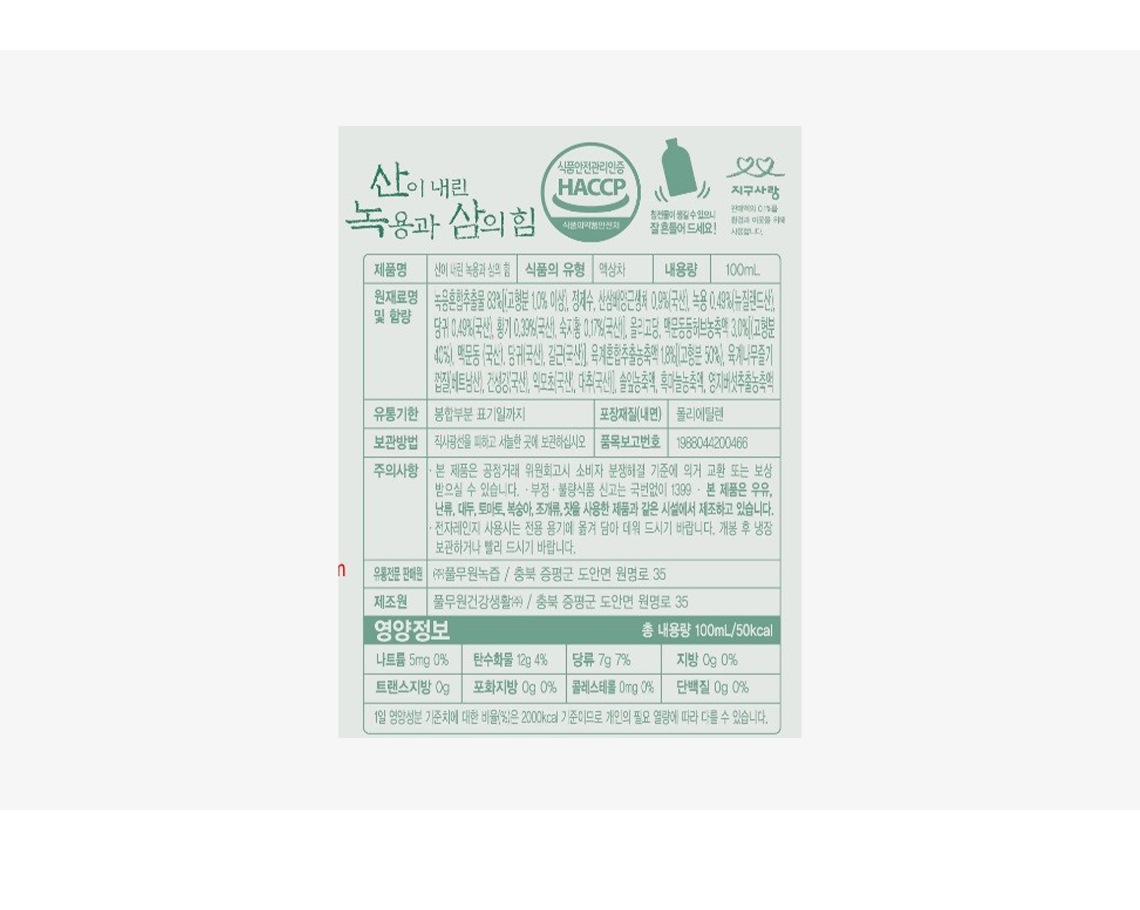 산이 내린
녹용과 삼의 힘
식품안전관리인증
HACCP
식품의약품안전처
침전물이 생길 수 있으니
잘 흔들어 드세요!
지구사랑
판매액의 0.1%를
환경과 이웃을 위해
사용합니다.
제품명 산이 내린 녹용과 삼의 힘 식품의 유형 액상차 내용량 100mL
원재료명 및 함량
녹용혼합추출물 83%[(고형분 1.0% 이상), 정제수, 산삼배양근생체 0.9%(국산), 녹용 0.49%(뉴질랜드산),
당귀 0.49%(국산), 황기 0.39%(국산), 숙지황 0.17%(국산)], 올리고당, 맥문동등허브농축액 3.0%[(고형분
40%), 맥문동 (국산), 당귀(국산), 갈근(국산)], 육계혼합추출농축액 1.8%[(고형분 50%), 육계나무줄기
껍질(베트남산), 건생강(국산), 익모초(국산), 대추(국산)], 솔잎농축액, 흑마늘농축액, 영지버섯추출농축액
유통기한 봉합부분 표기일까지 포장재질(내면) 폴리에틸렌
보관방법 직사광선을 피하고 서늘한 곳에 보관하십시오 품목보고번호 1988044200466
주의사항 · 본 제품은 공정거래 위원회고시 소비자 분쟁해결 기준에 의거 교환 또는 보상
받으실 수 있습니다. · 부정 · 불량식품 신고는 국번없이 1399 · 본 제품은 우유,
난류, 대두, 토마토, 복숭아, 조개류, 잣을 사용한 제품과 같은 시설에서 제조하고 있습니다.
· 전자레인지 사용시는 전용 용기에 옮겨 담아 데워 드시기 바랍니다. 개봉 후 냉장
보관하거나 빨리 드시기 바랍니다.
유통전문 판매원 ㈜풀무원녹즙 / 충북 증평군 도안면 원명로 35
제조원 풀무원건강생활㈜ / 충북 증평군 도안면 원명로 35
영양정보 총 내용량 100mL/50kcal
나트륨 5mg 0% 탄수화물 12g 4% 당류 7g 7% 지방 0g 0%
트랜스지방 0g 포화지방 0g 0% 콜레스테롤 0mg 0% 단백질 0g 0%
1일 영양성분 기준치에 대한 비율(%)은 2000kcal 기준이므로 개인의 필요 열량에 따라 다를 수 있습니다.